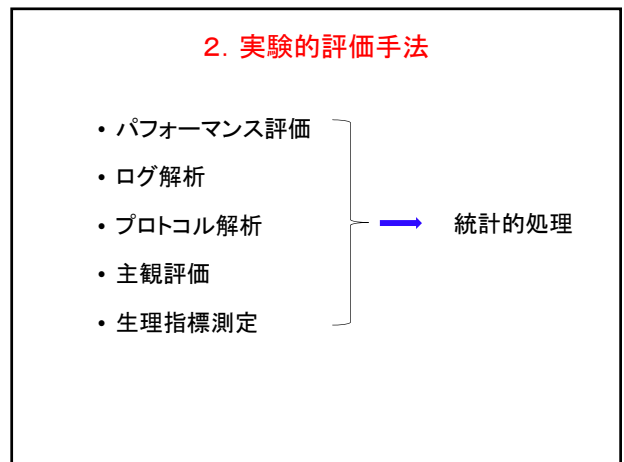 ２．実験的評価手法
• パフォーマンス評価
• ログ解析
• プロトコル解析
• 主観評価
• 生理指標測定
統計的処理